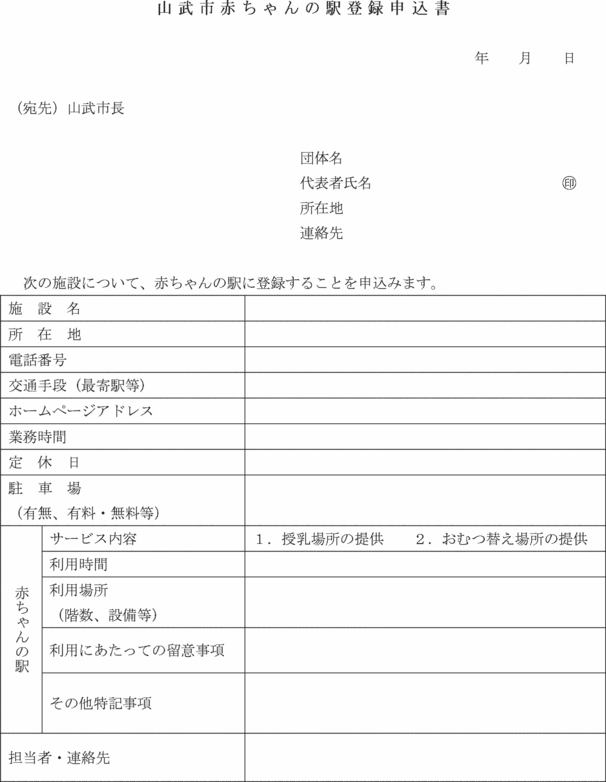 山武市赤ちゃんの駅登録申込書
年　月　日
（宛先）山武市長
団体名
代表者氏名　㊞
所在地
連絡先
次の施設について、赤ちゃんの駅に登録することを申込みます。
施　設　名
所　在　地
電話番号
交通手段（最寄駅等）
ホームページアドレス
業務時間
定　休　日
駐　車　場
（有無、有料・無料等）
赤ちゃんの駅
サービス内容　１．授乳場所の提供　２．おむつ替え場所の提供
利用時間
利用場所
（階数、設備等）
利用にあたっての留意事項
その他特記事項
担当者・連絡先